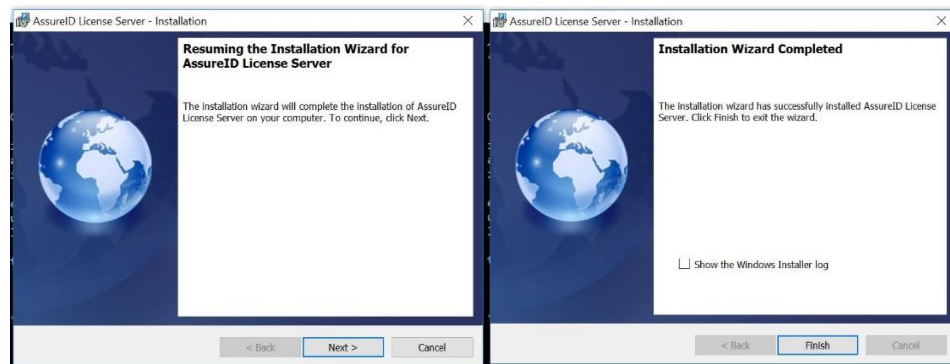 AssureID License Server - Installation
Resuming the Installation Wizard for
AssureID License Server
The installation wizard will complete the installation of AssureID
License Server on your computer. To continue, click Next.
< Back
Next >
Cancel
AssureID License Server - Installation
Installation Wizard Completed
The installation wizard has successfully installed AssureID License
Server. Click Finish to exit the wizard.
Show the Windows Installer log
< Back
Finish
Cancel